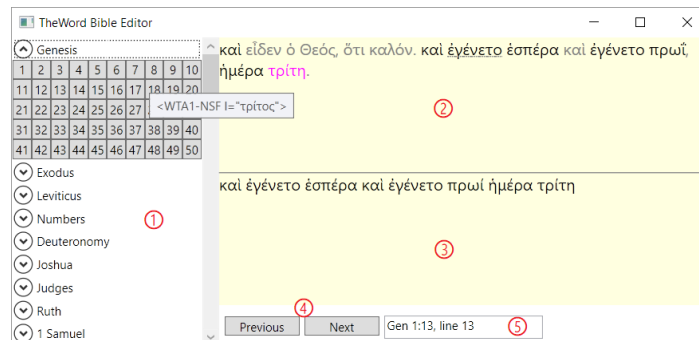 TheWord Bible Editor
Genesis
1 2 3 4 5 6 7 8 9 10
11 12 13 14 15 16 17 18 19 20
21 22 23 24 25 26 27
31 32 33 34 35 36 37 38 39 40
41 42 43 44 45 46 47 48 49 50
<WTA1-NSF l="τρίτος">
Exodus
Leviticus
Numbers
Deuteronomy
Joshua
Judges
Ruth
1 Samuel
①
καὶ εἶδεν ὁ Θεός, ὅτι καλόν. καὶ ἐγένετο ἑσπέρα καὶ ἐγένετο πρωΐ,
ἡμέρα τρίτη.
②
καὶ ἐγένετο ἑσπέρα καὶ ἐγένετο πρωί ἡμέρα τρίτη
③
④
Previous Next Gen 1:13, line 13 ⑤